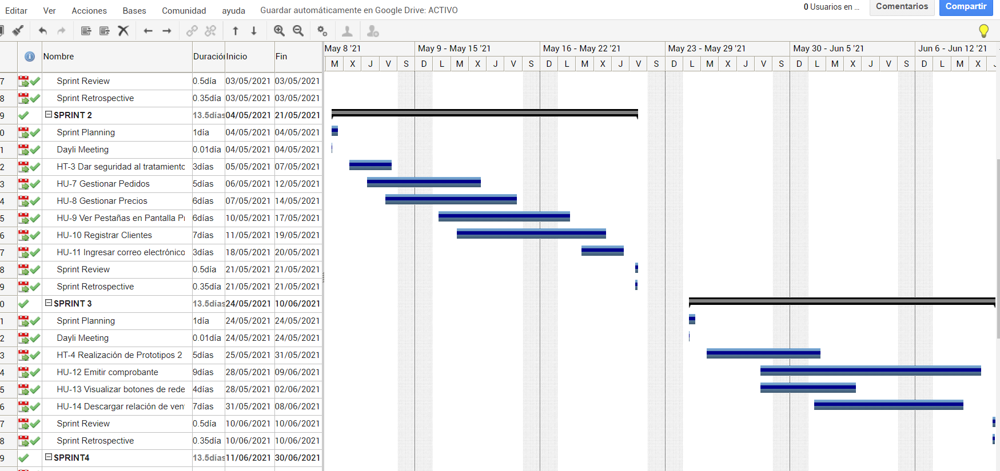 Editar Ver Acciones Bases Comunidad ayuda Guardar automáticamente en Google Drive: ACTIVO 0 Usuarios en ... Comentarios Compartir
Nombre Duración Inicio Fin
May 8 '21 May 9 - May 15 '21 May 16 - May 22 '21 May 23 - May 29 '21 May 30 - Jun 5 '21 Jun 6 - Jun 12 '21
M X J V S D L M X J V S D L M X J V S D L M X J V S D L M X J V S D L M X J
7 Sprint Review 0.5día 03/05/2021 03/05/2021
8 Sprint Retrospective 0.35día 03/05/2021 03/05/2021
9 SPRINT 2 13.5días 04/05/2021 21/05/2021
0 Sprint Planning 1día 04/05/2021 04/05/2021
1 Dayli Meeting 0.01día 04/05/2021 04/05/2021
2 HT-3 Dar seguridad al tratamiento 3días 05/05/2021 07/05/2021
3 HU-7 Gestionar Pedidos 5días 06/05/2021 12/05/2021
4 HU-8 Gestionar Precios 6días 07/05/2021 14/05/2021
5 HU-9 Ver Pestañas en Pantalla Pr 6días 10/05/2021 17/05/2021
6 HU-10 Registrar Clientes 7días 11/05/2021 19/05/2021
7 HU-11 Ingresar correo electrónico 3días 18/05/2021 20/05/2021
8 Sprint Review 0.5día 21/05/2021 21/05/2021
9 Sprint Retrospective 0.35día 21/05/2021 21/05/2021
0 SPRINT 3 13.5días 24/05/2021 10/06/2021
1 Sprint Planning 1día 24/05/2021 24/05/2021
2 Dayli Meeting 0.01día 24/05/2021 24/05/2021
3 HT-4 Realización de Prototipos 2 5días 25/05/2021 31/05/2021
4 HU-12 Emitir comprobante 9días 28/05/2021 09/06/2021
5 HU-13 Visualizar botones de rede 4días 28/05/2021 02/06/2021
6 HU-14 Descargar relación de ven 7días 31/05/2021 08/06/2021
7 Sprint Review 0.5día 10/06/2021 10/06/2021
8 Sprint Retrospective 0.35día 10/06/2021 10/06/2021
9 SPRINT4 13.5días 11/06/2021 30/06/2021